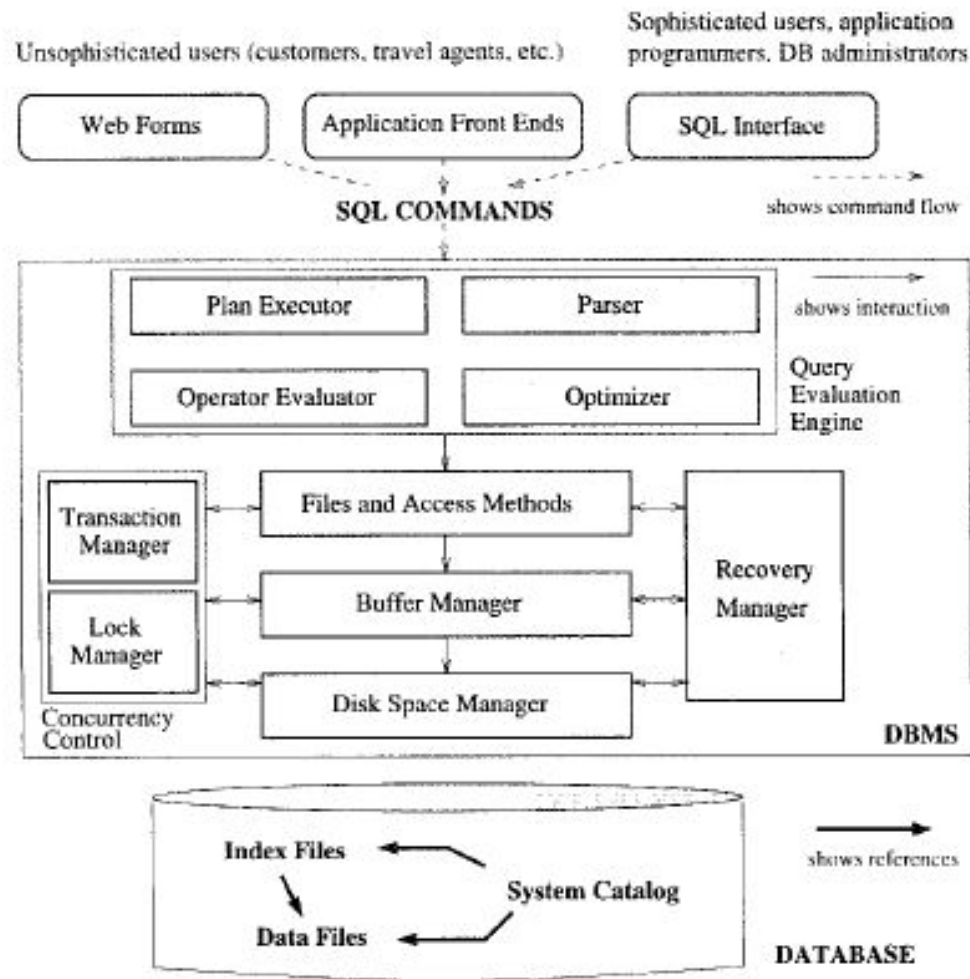 Sophisticated users, application
Unsophisticated users (customers, travel agents, etc.)
programmers, DB administrators
Web Forms
Application Front Ends
SQL Interface
SQL COMMANDS
shows command flow
Plan Executor
Parser
shows interaction
Operator Evaluator
Optimizer
Query
Evaluation
Engine
Files and Access Methods
Transaction
Manager
Recovery
Manager
Buffer Manager
Lock
Manager
Disk Space Manager
Concurrency
Control
DBMS
Index Files
shows references
System Catalog
Data Files
DATABASE